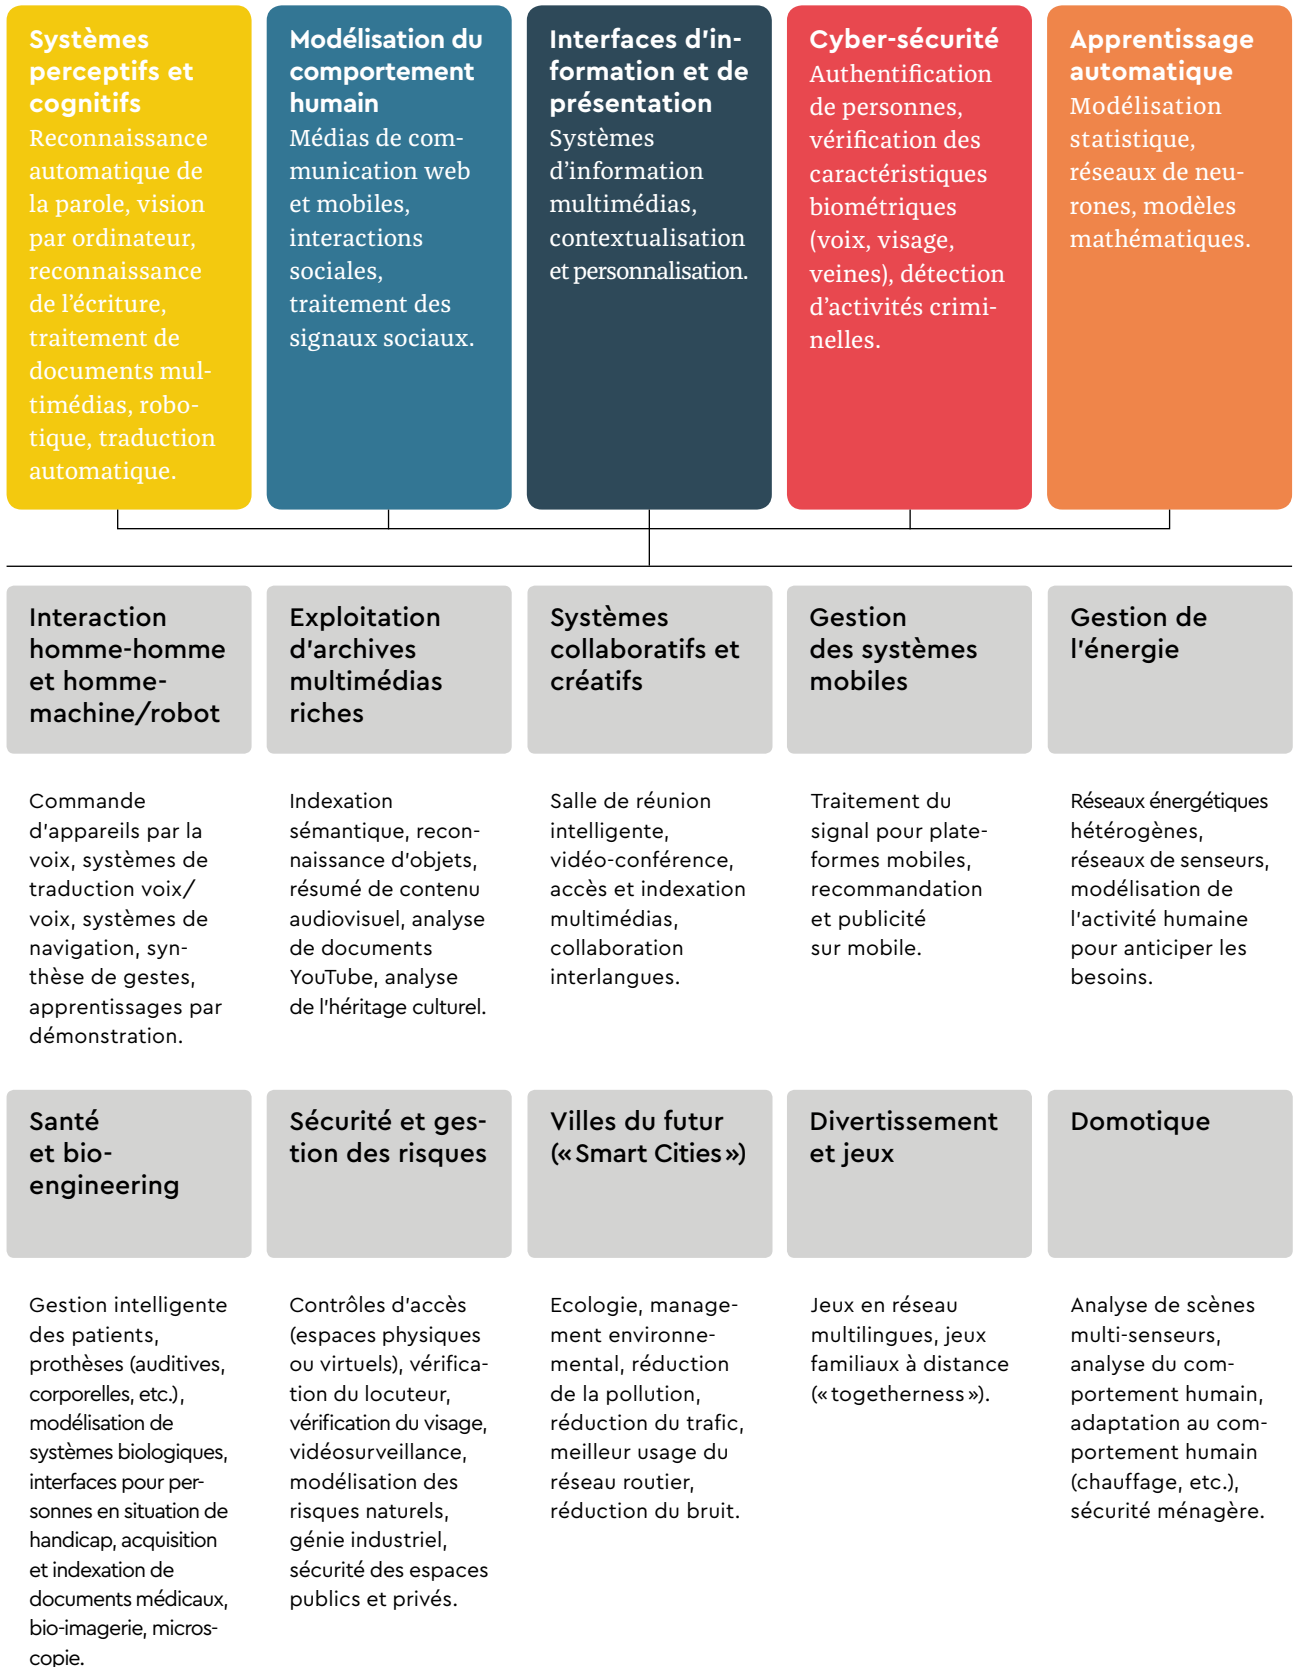 Systèmes
perceptifs et
cognitifs
Reconnaissance
automatique de
la parole, vision
par ordinateur,
reconnaissance
de l'écriture,
traitement de
documents mul-
timédias, robo-
tique, traduction
automatique.
Modélisation du
comportement
humain
Médias de com-
munication web
et mobiles,
interactions
sociales,
traitement des
signaux sociaux.
Interfaces d'in-
formation et de
présentation
Systèmes
d'information
multimédias,
contextualisation
et personnalisation.
Cyber-sécurité
Authentification
de personnes,
vérification des
caractéristiques
biométriques
(voix, visage,
veines), détection
d'activités crimi-
nelles.
Apprentissage
automatique
Modélisation
statistique,
réseaux de neu-
rones, modèles
mathématiques.
Interaction
homme-homme
et homme-
machine/robot
Exploitation
d'archives
multimédias
riches
Systèmes
collaboratifs et
créatifs
Gestion
des systèmes
mobiles
Gestion de
l'énergie
Commande
d'appareils par la
voix, systèmes de
traduction voix/
voix, systèmes de
navigation, syn-
thèse de gestes,
apprentissages par
démonstration.
Indexation
sémantique, recon-
naissance d'objets,
résumé de contenu
audiovisuel, analyse
de documents
YouTube, analyse
de l'héritage culturel.
Salle de réunion
intelligente,
vidéo-conférence,
accès et indexation
multimédias,
collaboration
interlangues.
Traitement du
signal pour plate-
formes mobiles,
recommandation
et publicité
sur mobile.
Réseaux énergétiques
hétérogènes,
réseaux de senseurs,
modélisation de
l'activité humaine
pour anticiper les
besoins.
Santé
et bio-
engineering
Sécurité et ges-
tion des risques
Villes du futur
(« Smart Cities »)
Divertissement
et jeux
Domotique
Gestion intelligente
des patients,
prothèses (auditives,
corporelles, etc.),
modélisation de
systèmes biologiques,
interfaces pour per-
sonnes en situation de
handicap, acquisition
et indexation de
documents médicaux,
bio-imagerie, micros-
copie.
Contrôles d'accès
(espaces physiques
ou virtuels), vérifica-
tion du locuteur,
vérification du visage,
vidéosurveillance,
modélisation des
risques naturels,
génie industriel,
sécurité des espaces
publics et privés.
Ecologie, manage-
ment environne-
mental, réduction
de la pollution,
réduction du trafic,
meilleur usage du
réseau routier,
réduction du bruit.
Jeux en réseau
multilingues, jeux
familiaux à distance
(« togetherness »).
Analyse de scènes
multi-senseurs,
analyse du com-
portement humain,
adaptation au com-
portement humain
(chauffage, etc.),
sécurité ménagère.